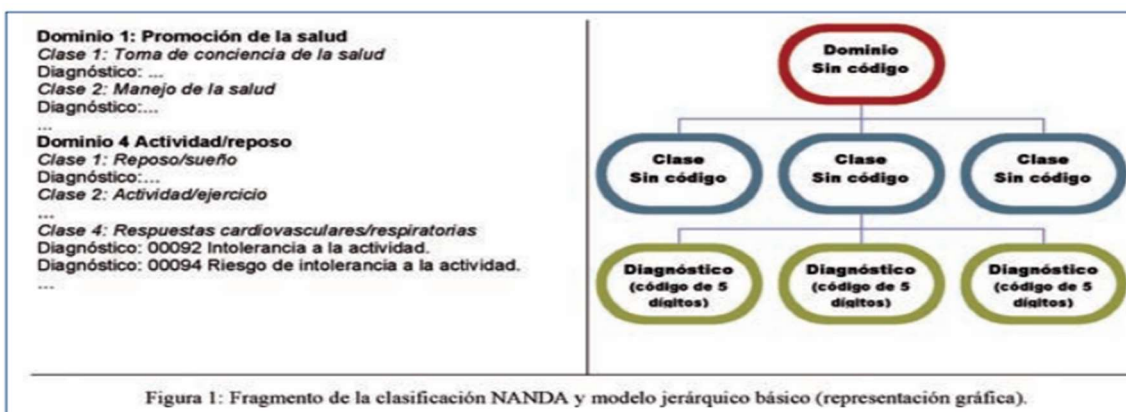 Dominio 1: Promoción de la salud
Clase 1: Toma de conciencia de la salud
Diagnóstico: ...
Clase 2: Manejo de la salud
Diagnóstico:...
...
Dominio 4 Actividad/reposo
Clase 1: Reposo/sueño
Diagnóstico:...
Clase 2: Actividad/ejercicio
...
Clase 4: Respuestas cardiovasculares/respiratorias
Diagnóstico: 00092 Intolerancia a la actividad.
Diagnóstico: 00094 Riesgo de intolerancia a la actividad.
...
Dominio
Sin código
Clase
Sin código
Clase
Sin código
Clase
Sin código
Diagnóstico
(código de 5
dígitos)
Diagnóstico
(código de 5
dígitos)
Diagnóstico
(código de 5
dígitos)
Figura 1: Fragmento de la clasificación NANDA y modelo jerárquico básico (representación gráfica).